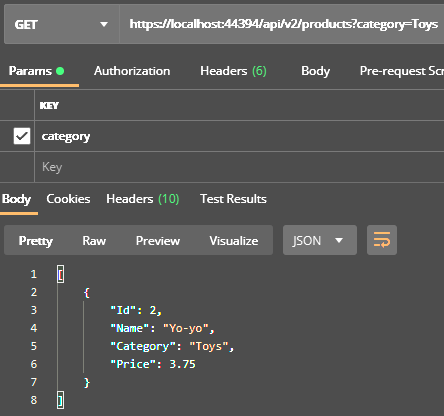 GET https://localhost:44394/api/v2/products?category=Toys
Params Authorization Headers (6) Body Pre-request Scr
KEY
category
Key
Body Cookies Headers (10) Test Results
Pretty Raw Preview Visualize JSON
1 [
2 {
3 "Id": 2,
4 "Name": "Yo-yo",
5 "Category": "Toys",
6 "Price": 3.75
7 }
8 ]